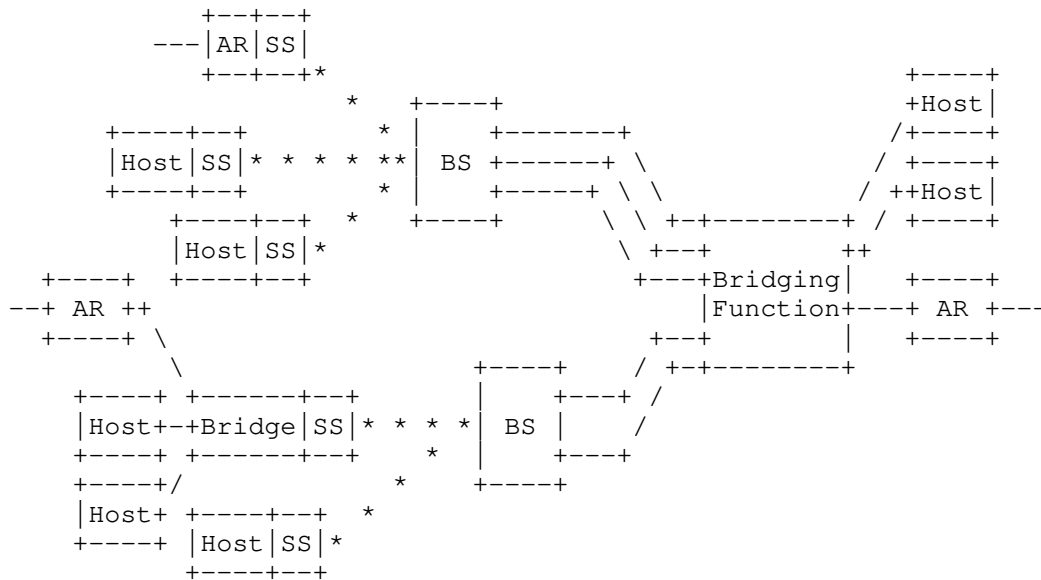 AR SS
Host
Host SS BS
Host
Host SS
Bridging
AR Function AR
Host Bridge SS BS
Host
Host SS